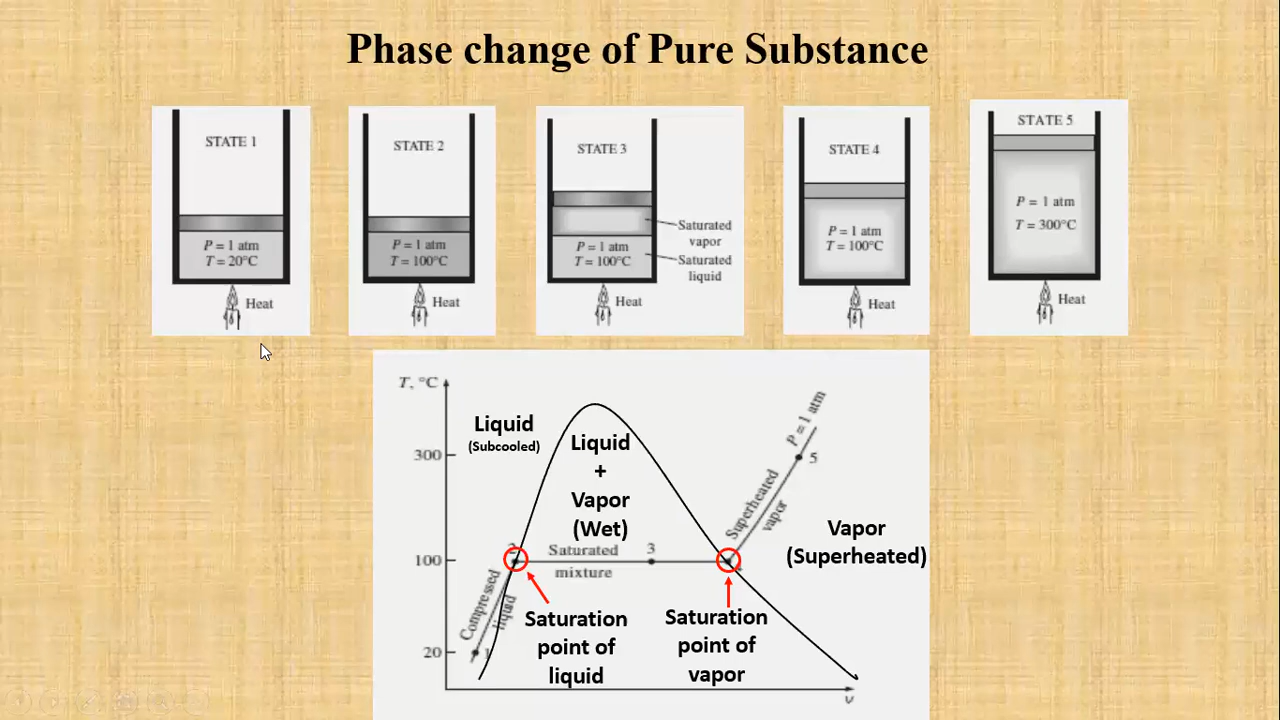 Phase change of Pure Substance
STATE 1
P = 1 atm
T = 20°C
Heat
STATE 2
P = 1 atm
T = 100°C
Heat
STATE 3
P = 1 atm
T = 100°C
Saturated
vapor
Saturated
liquid
Heat
STATE 4
P = 1 atm
T = 100°C
Heat
STATE 5
P = 1 atm
T = 300°C
Heat
T, °C
300
100
20
Liquid
(Subcooled)
Liquid
+
Vapor
(Wet)
P = 1 atm
5
Superheated
vapor
Vapor
(Superheated)
2
Saturated
mixture
3
Compressed
liquid
1
Saturation
point of
liquid
Saturation
point of
vapor
v